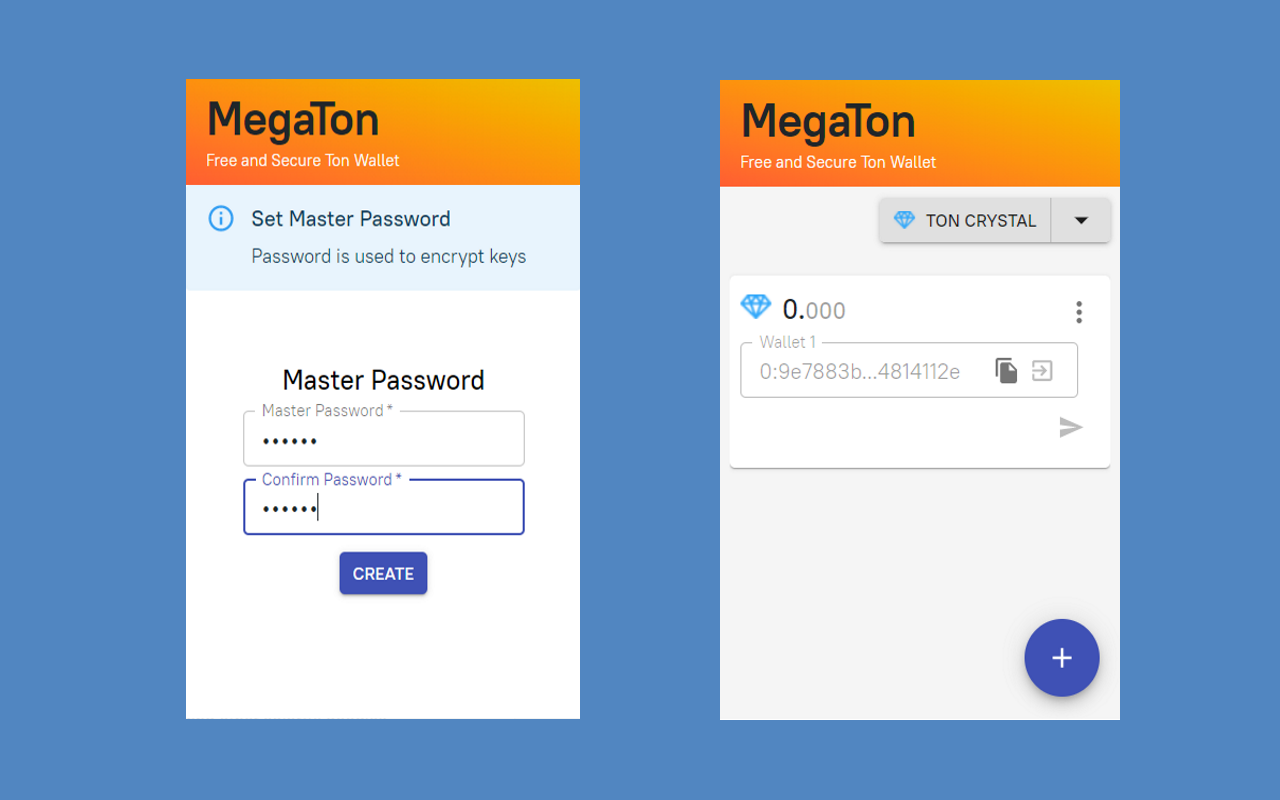 MegaTon
Free and Secure Ton Wallet
Set Master Password
Password is used to encrypt keys
Master Password
Master Password *
••••••
Confirm Password *
••••••
CREATE
MegaTon
Free and Secure Ton Wallet
TON CRYSTAL
0.000
Wallet 1
0:9e7883b...4814112e